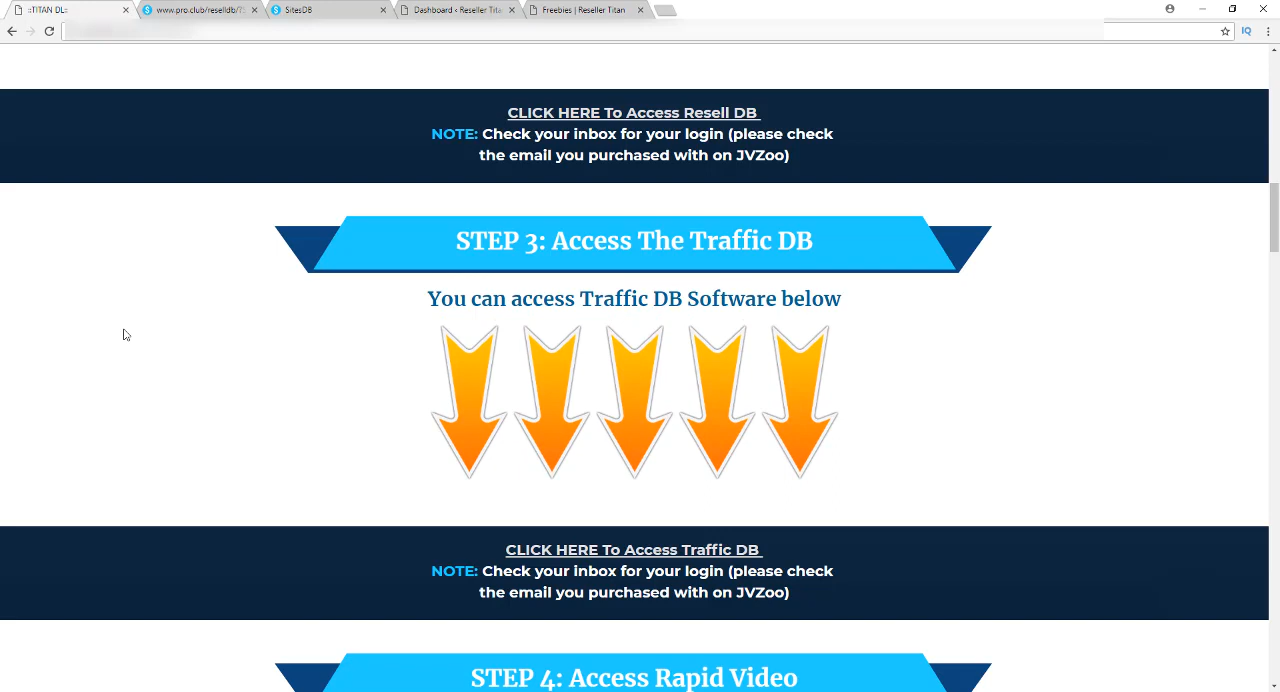 ::TITAN DL::
www.pro.club/reselldb/7
SitesDB
Dashboard ‹ Reseller Tita
Freebies | Reseller Titan
IQ
CLICK HERE To Access Resell DB
NOTE: Check your inbox for your login (please check
the email you purchased with on JVZoo)
STEP 3: Access The Traffic DB
You can access Traffic DB Software below
CLICK HERE To Access Traffic DB
NOTE: Check your inbox for your login (please check
the email you purchased with on JVZoo)
STEP 4: Access Rapid Video